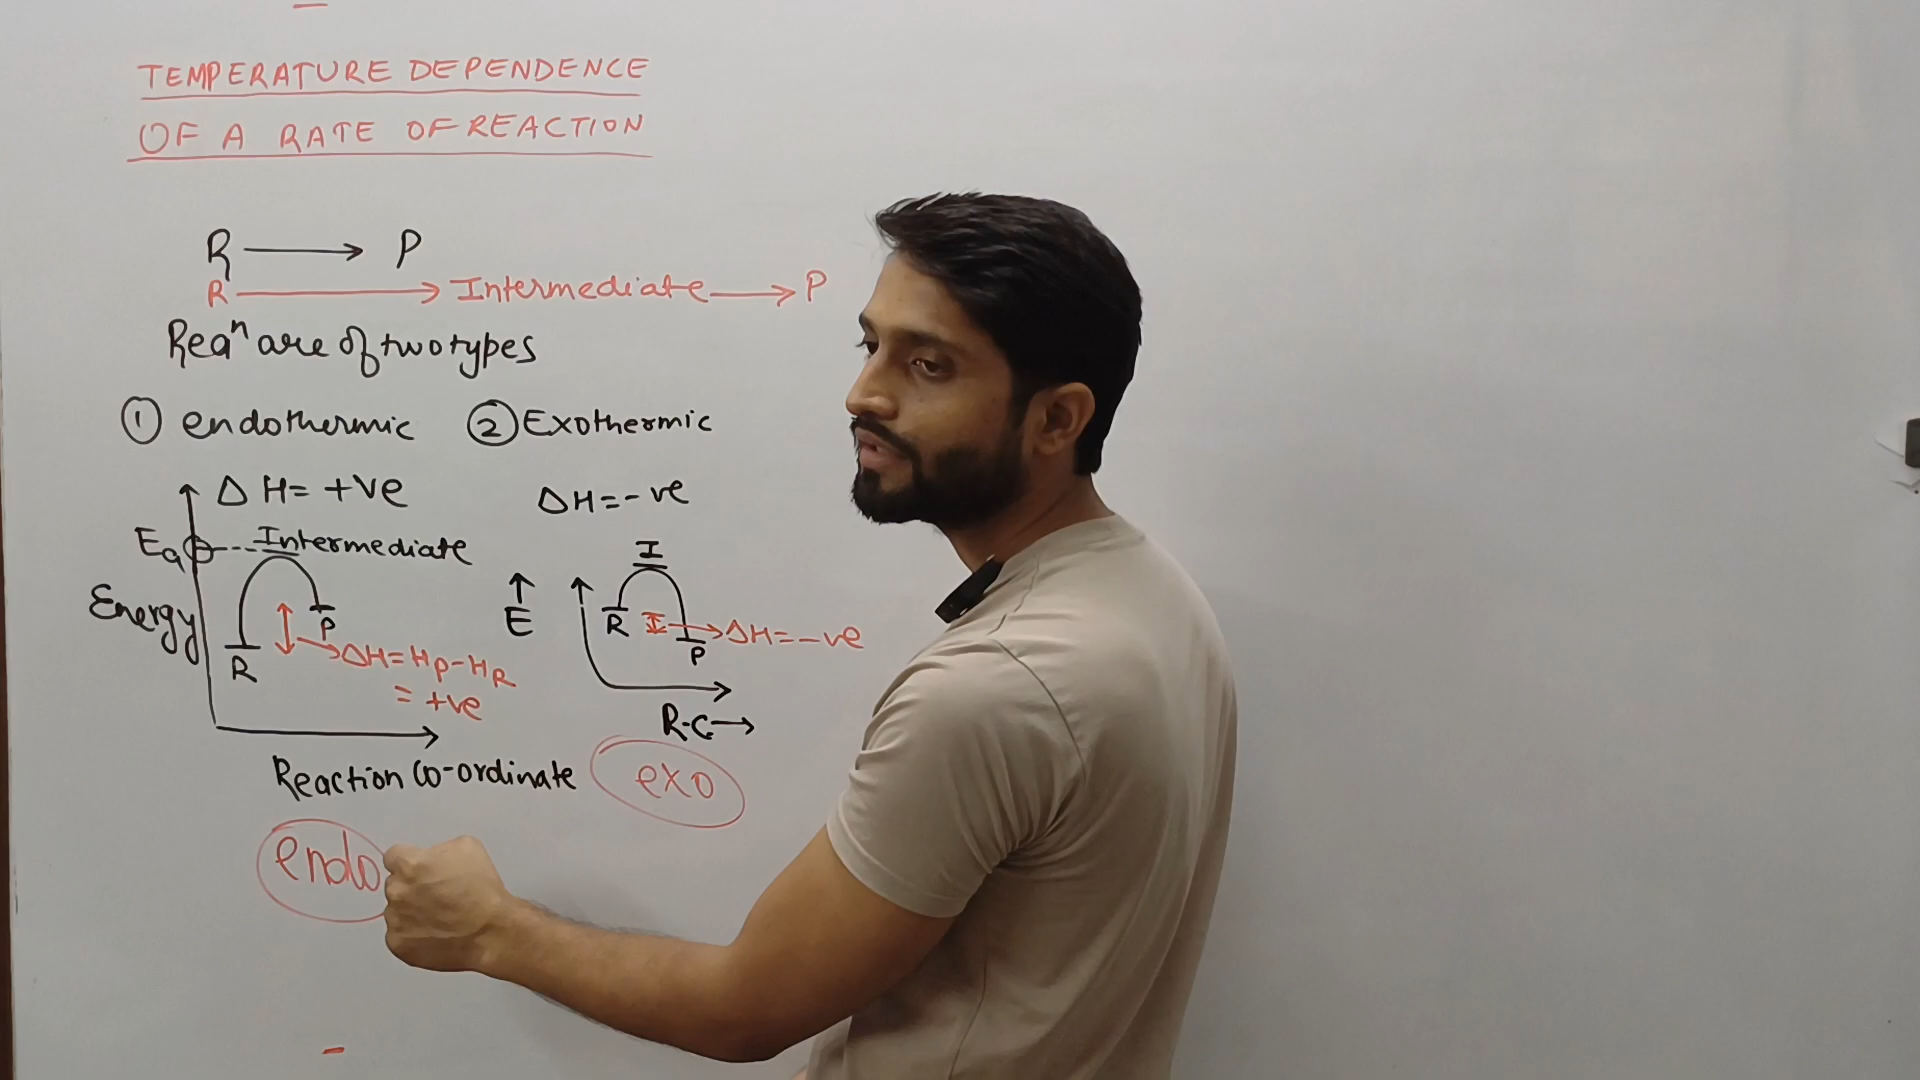 TEMPERATURE DEPENDENCE
OF A RATE OF REACTION
R → P
R → Intermediate → P
Reaⁿ are of two types
① endothermic ② Exothermic
ΔH = +ve ΔH = -ve
Ea Intermediate
Energy
R
P
ΔH = HP - HR
= +ve
Reaction Co-ordinate
endo
I
E
R
P
ΔH = -ve
R-C →
exo